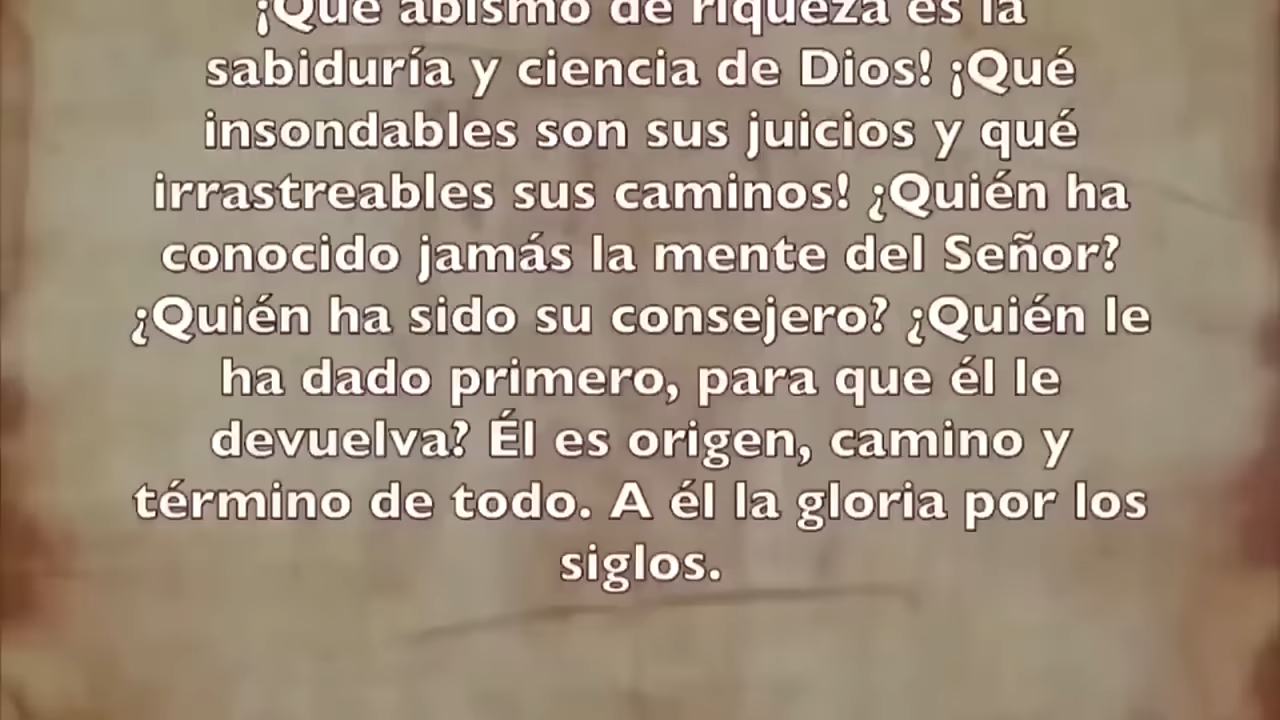 ¡Qué abismo de riqueza es la
sabiduría y ciencia de Dios! ¡Qué
insondables son sus juicios y qué
irrastreables sus caminos! ¿Quién ha
conocido jamás la mente del Señor?
¿Quién ha sido su consejero? ¿Quién le
ha dado primero, para que él le
devuelva? Él es origen, camino y
término de todo. A él la gloria por los
siglos.